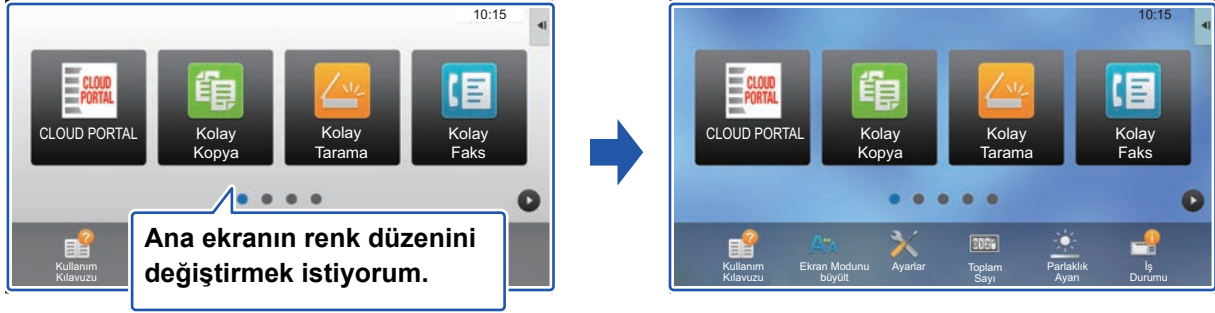 10:15
CLOUD
PORTAL
CLOUD PORTAL
Kolay
Kopya
Kolay
Tarama
Kolay
Faks
Ana ekranın renk düzenini
değiştirmek istiyorum.
Kullanım
Kılavuzu
10:15
CLOUD
PORTAL
CLOUD PORTAL
Kolay
Kopya
Kolay
Tarama
Kolay
Faks
Kullanım
Kılavuzu
Ekran Modunu
büyült
Ayarlar
Toplam
Sayı
Parlaklık
Ayarı
İş
Durumu